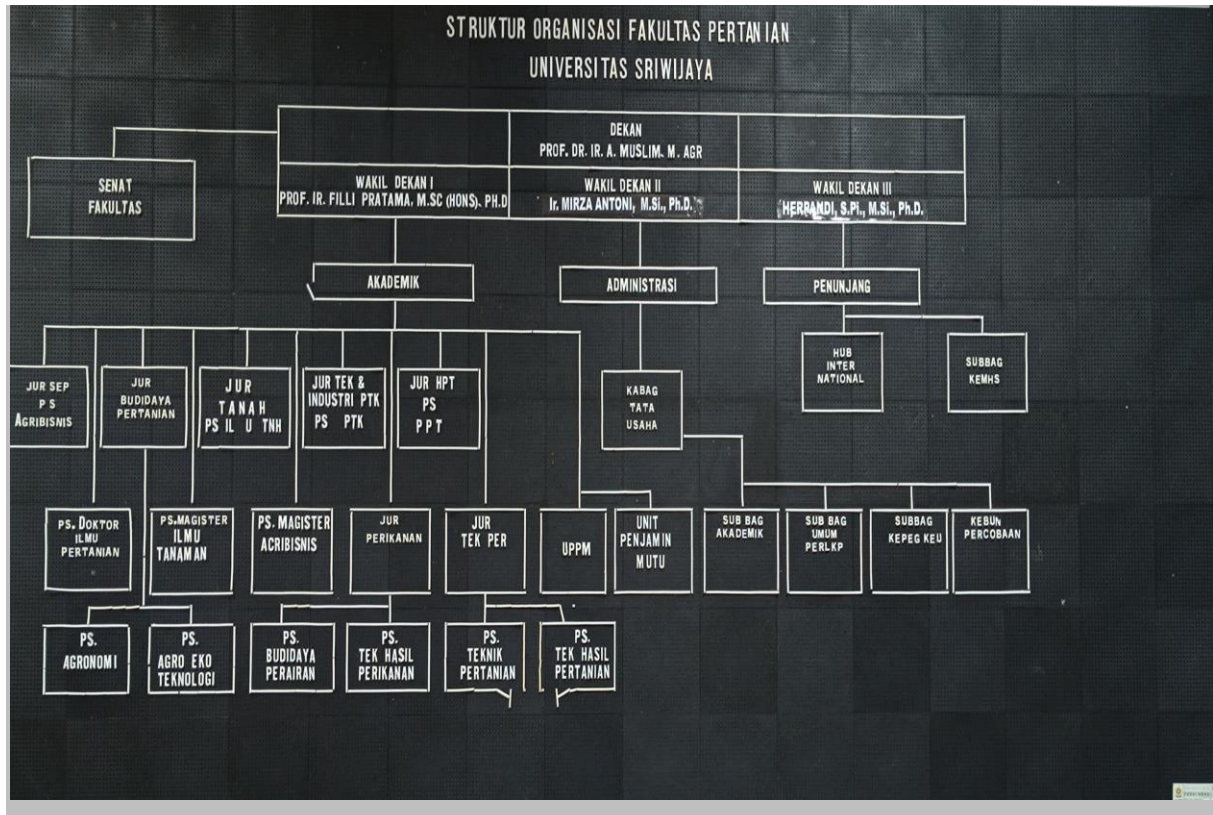 STRUKTUR ORGANISASI FAKULTAS PERTANIAN
UNIVERSITAS SRIWIJAYA
DEKAN
PROF. DR. IR. A. MUSLIM. M. AGR
SENAT
FAKULTAS
WAKIL DEKAN I
PROF. IR. FILLI PRATAMA. M.SC (HONS). PH.D
WAKIL DEKAN II
Ir. MIRZA ANTONI, M.Si., Ph.D.
WAKIL DEKAN III
HERPANDI, S.Pi., M.Si., Ph.D.
AKADEMIK
ADMINISTRASI
PENUNJANG
HUB
INTER
NATIONAL
SUBBAG
KEMHS
JUR SEP
P S
AGRIBISNIS
JUR
BUDIDAYA
PERTANIAN
JUR
TANAH
PS IL U TNH
JUR TEK &
INDUSTRI PTK
PS PTK
JUR HPT
PS
PPT
KABAG
TATA
USAHA
PS. DOKTOR
ILMU
PERTANIAN
PS.MAGISTER
ILMU
TANAMAN
PS. MAGISTER
ACRIBISNIS
JUR
PERIKANAN
JUR
TEK PER
UPPM
UNIT
PENJAMIN
MUTU
SUB BAG
AKADEMIK
SUB BAG
UMUM
PERLKP
SUBBAG
KEPEG KEU
KEBUN
PERCOBAAN
PS.
AGRONOMI
PS.
AGRO EKO
TEKNOLOGI
PS.
BUDIDAYA
PERAIRAN
PS.
TEK HASIL
PERIKANAN
PS.
TEKNIK
PERTANIAN
PS.
TEK HASIL
PERTANIAN